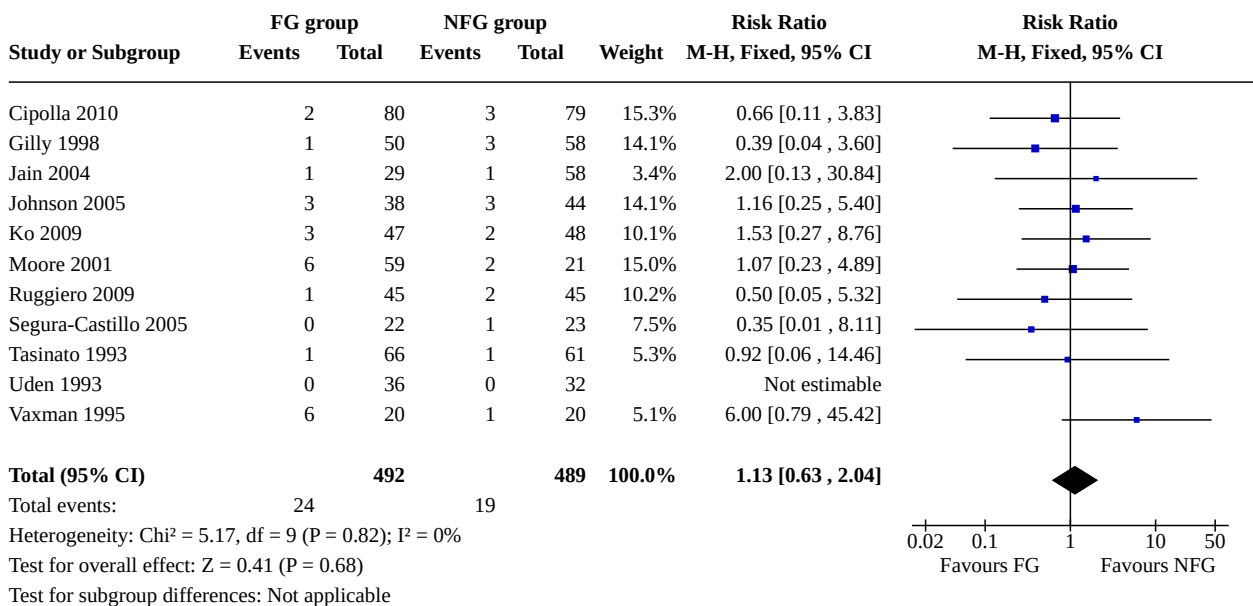 FG group NFG group Risk Ratio Risk Ratio
Study or Subgroup Events Total Events Total Weight M-H, Fixed, 95% CI M-H, Fixed, 95% CI
Cipolla 2010 2 80 3 79 15.3% 0.66 [0.11 , 3.83]
Gilly 1998 1 50 3 58 14.1% 0.39 [0.04 , 3.60]
Jain 2004 1 29 1 58 3.4% 2.00 [0.13 , 30.84]
Johnson 2005 3 38 3 44 14.1% 1.16 [0.25 , 5.40]
Ko 2009 3 47 2 48 10.1% 1.53 [0.27 , 8.76]
Moore 2001 6 59 2 21 15.0% 1.07 [0.23 , 4.89]
Ruggiero 2009 1 45 2 45 10.2% 0.50 [0.05 , 5.32]
Segura-Castillo 2005 0 22 1 23 7.5% 0.35 [0.01 , 8.11]
Tasinato 1993 1 66 1 61 5.3% 0.92 [0.06 , 14.46]
Uden 1993 0 36 0 32 Not estimable
Vaxman 1995 6 20 1 20 5.1% 6.00 [0.79 , 45.42]
Total (95% CI) 492 489 100.0% 1.13 [0.63 , 2.04]
Total events: 24 19
Heterogeneity: Chi² = 5.17, df = 9 (P = 0.82); I² = 0%
Test for overall effect: Z = 0.41 (P = 0.68)
Test for subgroup differences: Not applicable
0.02 0.1 1 10 50
Favours FG Favours NFG